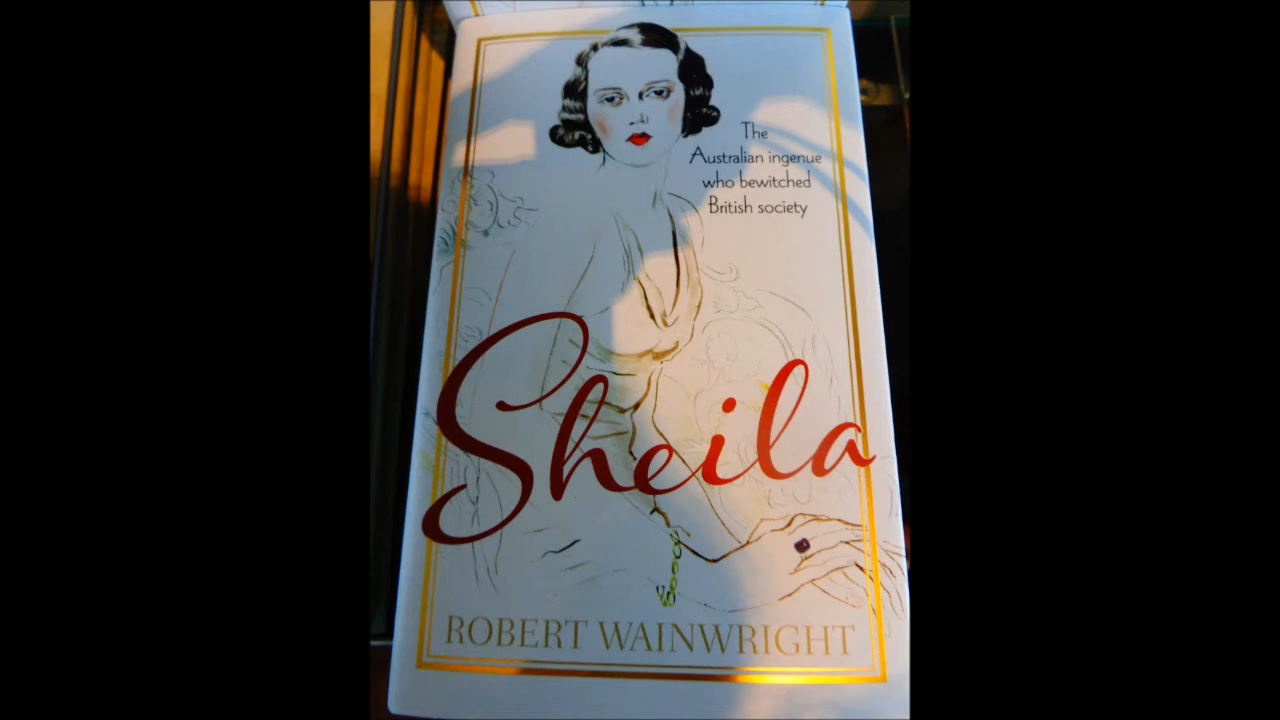 The
Australian ingenue
who bewitched
British society
Sheila
ROBERT WAINWRIGHT